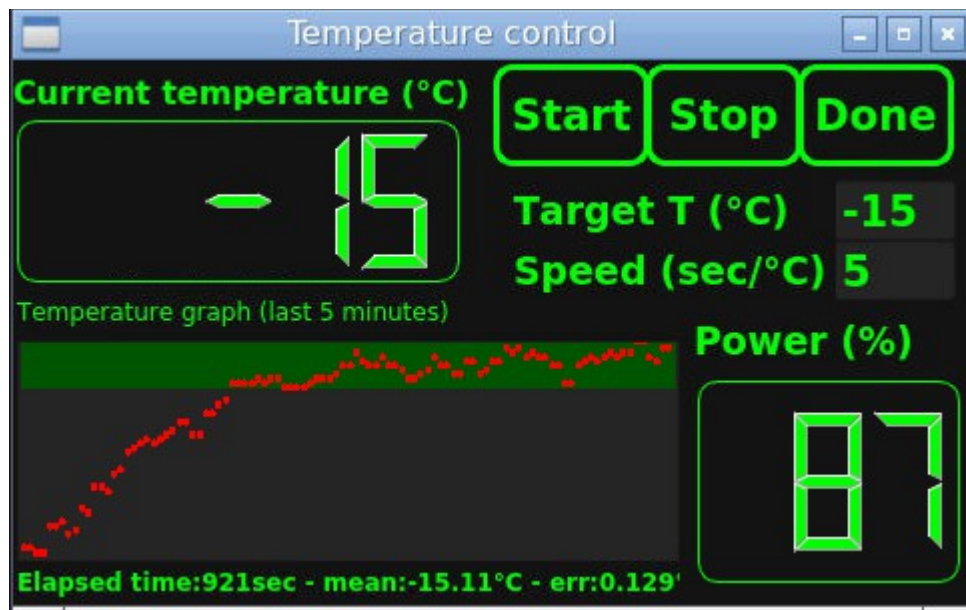 Temperature control
Current temperature (°C)
-15
Start
Stop
Done
Target T (°C) -15
Speed (sec/°C) 5
Temperature graph (last 5 minutes)
Power (%)
87
Elapsed time:921sec - mean:-15.11°C - err:0.129°